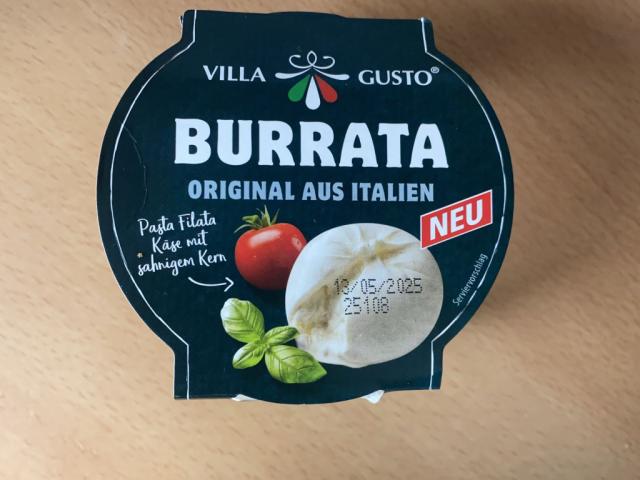 VILLA GUSTO®
BURRATA
ORIGINAL AUS ITALIEN
NEU
Pasta Filata
Käse mit
*sahnigem Kern
13/05/2025
25108
Serviervorschlag